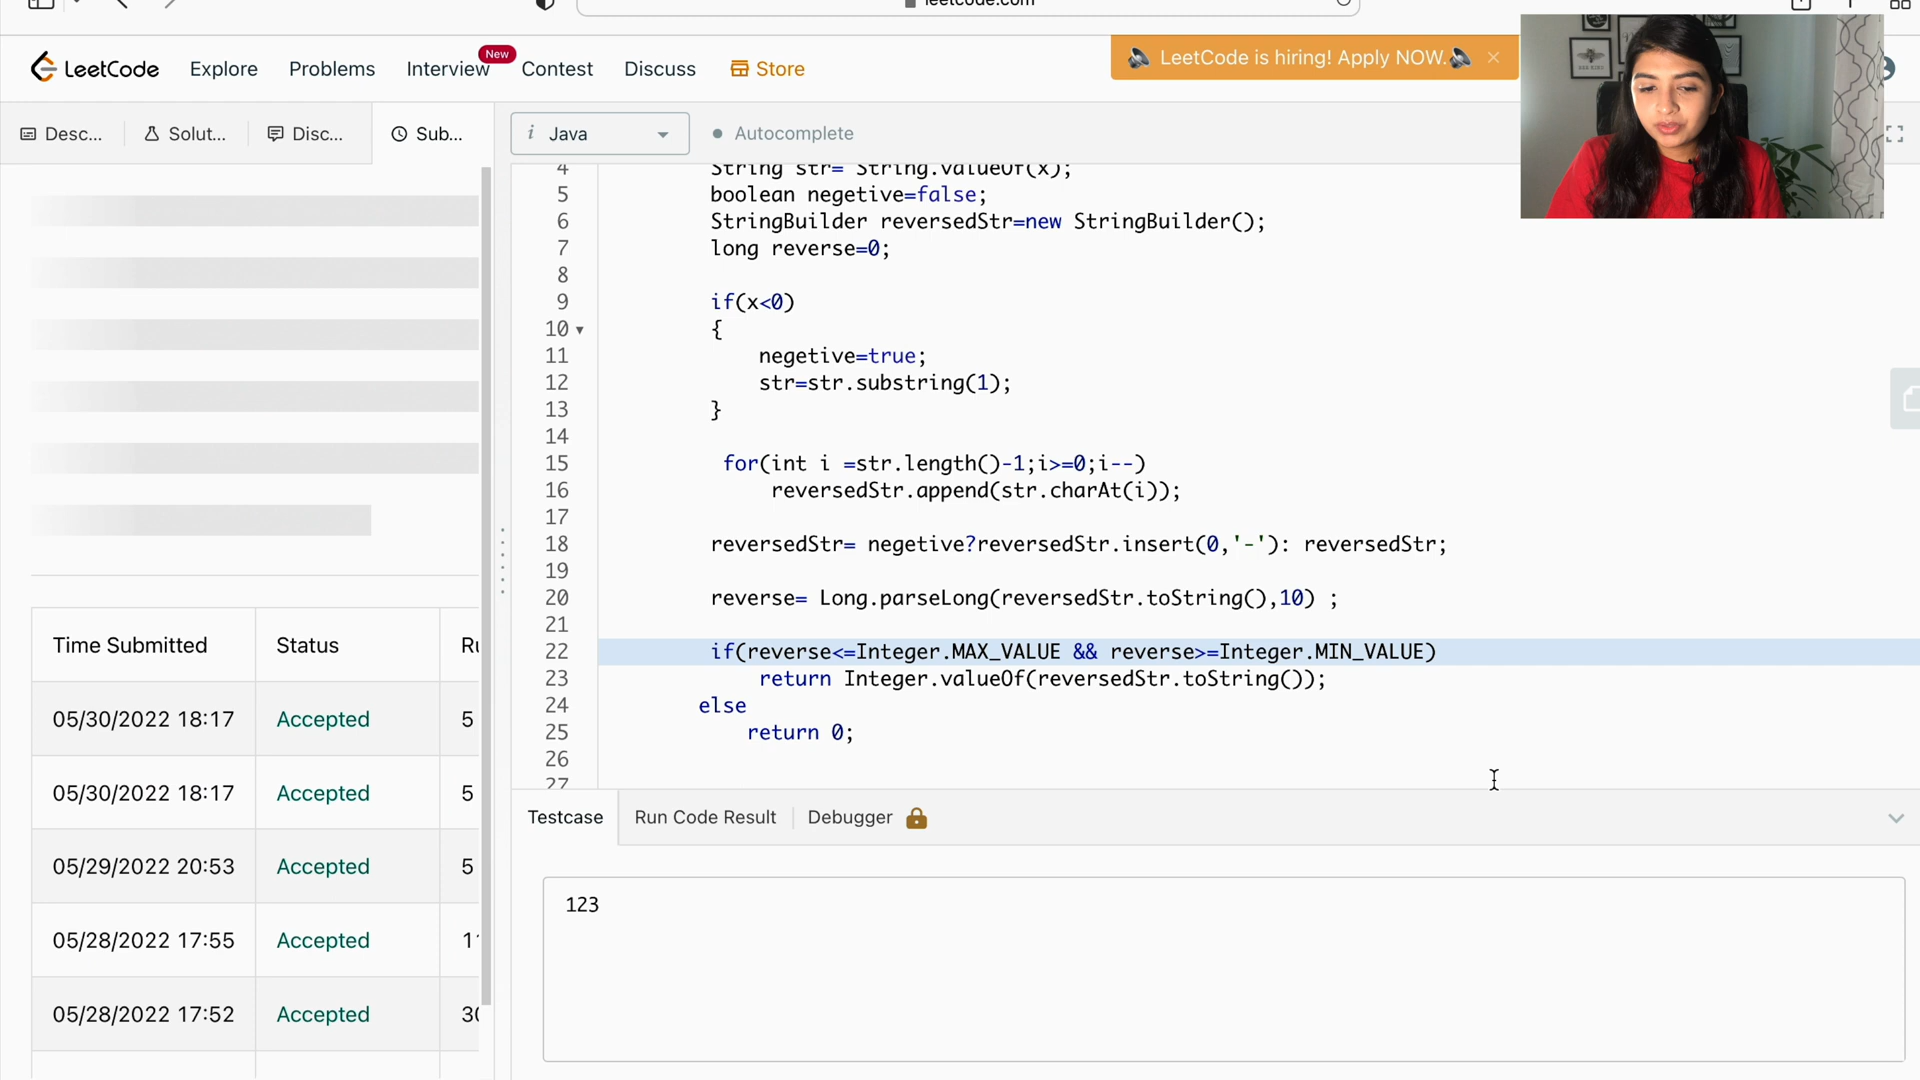 leetcode.com
LeetCode
Explore
Problems
Interview
New
Contest
Discuss
Store
LeetCode is hiring! Apply NOW.
Desc...
Solut...
Disc...
Sub...
i Java
Autocomplete
4 String str= String.valueOf(x);
5 boolean negetive=false;
6 StringBuilder reversedStr=new StringBuilder();
7 long reverse=0;
8
9 if(x<0)
10 {
11 negetive=true;
12 str=str.substring(1);
13 }
14
15 for(int i =str.length()-1;i>=0;i--)
16 reversedStr.append(str.charAt(i));
17
18 reversedStr= negetive?reversedStr.insert(0,'-'): reversedStr;
19
20 reverse= Long.parseLong(reversedStr.toString(),10) ;
21
22 if(reverse<=Integer.MAX_VALUE && reverse>=Integer.MIN_VALUE)
23 return Integer.valueOf(reversedStr.toString());
24 else
25 return 0;
26
27
Time Submitted Status Ru
05/30/2022 18:17 Accepted 5
05/30/2022 18:17 Accepted 5
05/29/2022 20:53 Accepted 5
05/28/2022 17:55 Accepted 1
05/28/2022 17:52 Accepted 30
Testcase
Run Code Result
Debugger
123